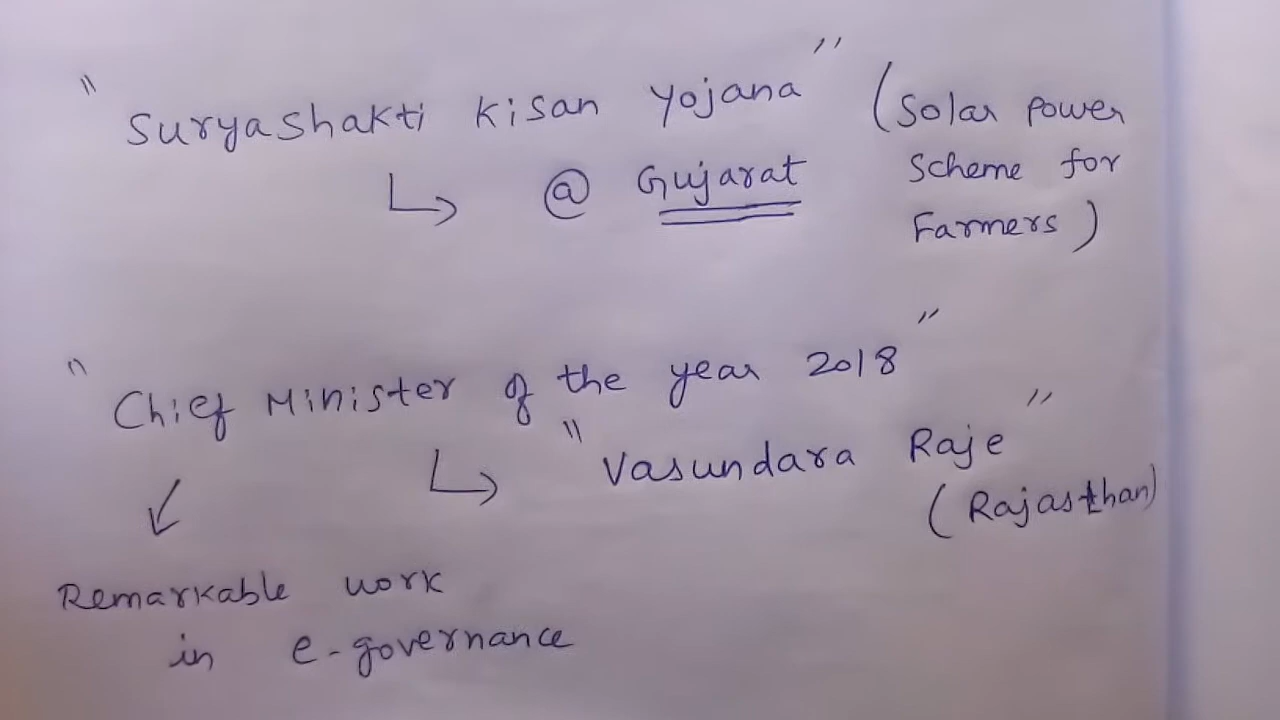 "Suryashakti Kisan Yojana" (Solar Power
Scheme for
Farmers)
@ Gujarat
"Chief Minister of the year 2018"
"Vasundara Raje"
(Rajasthan)
Remarkable work
in e-governance